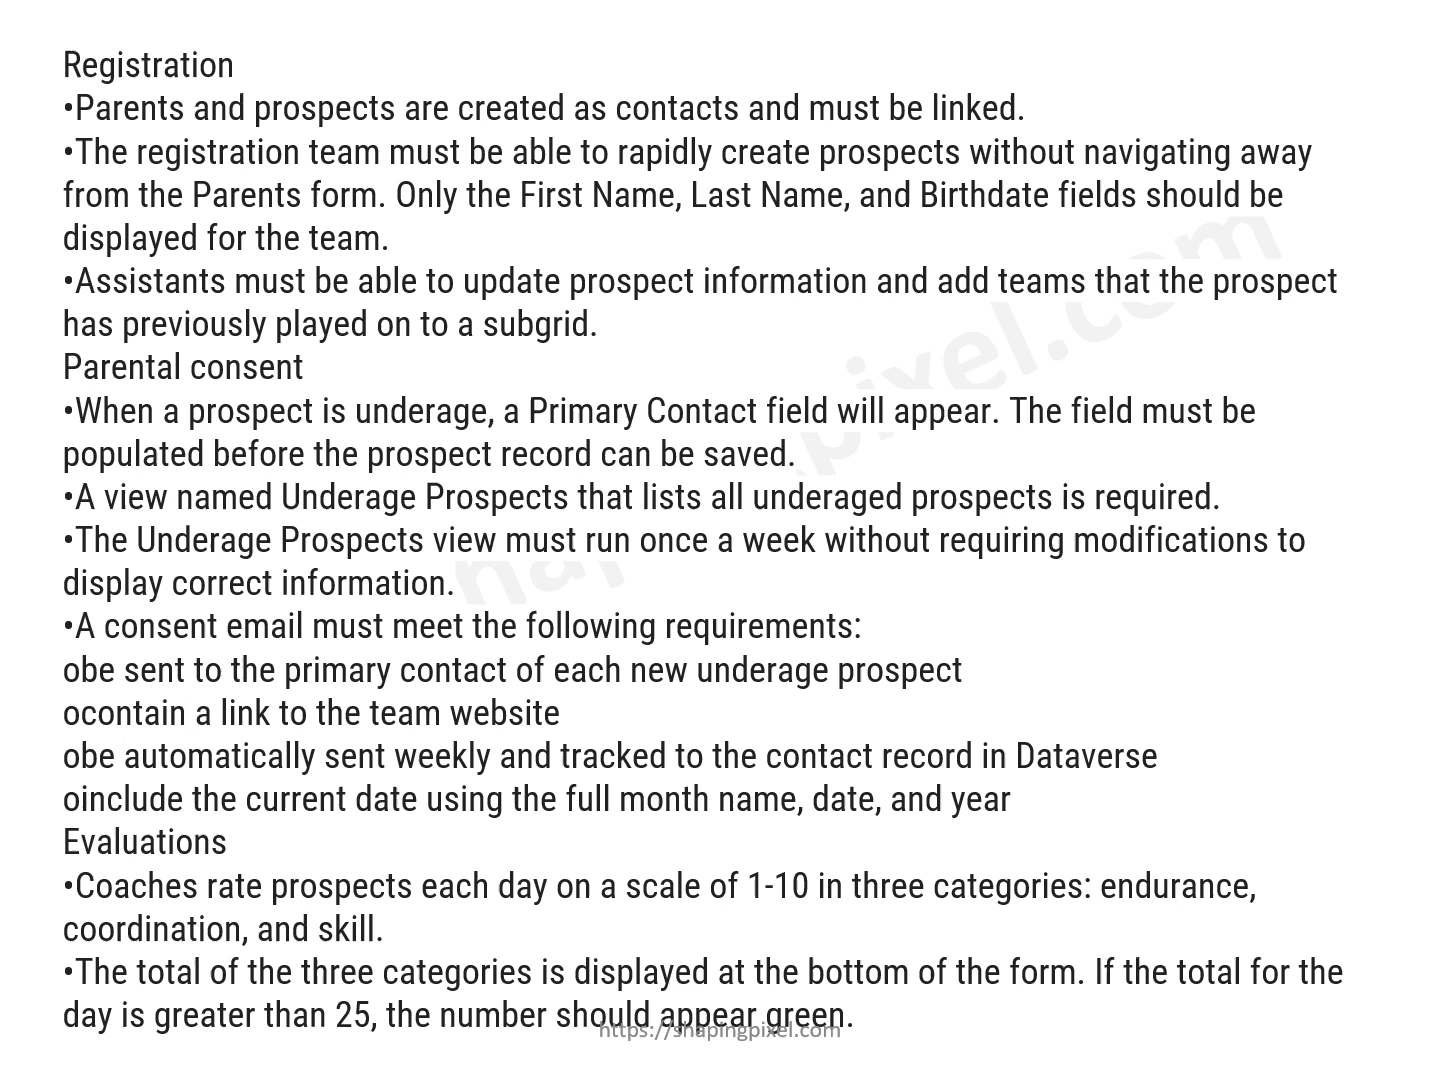 Registration
•Parents and prospects are created as contacts and must be linked.
•The registration team must be able to rapidly create prospects without navigating away
from the Parents form. Only the First Name, Last Name, and Birthdate fields should be
displayed for the team.
•Assistants must be able to update prospect information and add teams that the prospect
has previously played on to a subgrid.
Parental consent
•When a prospect is underage, a Primary Contact field will appear. The field must be
populated before the prospect record can be saved.
•A view named Underage Prospects that lists all underaged prospects is required.
•The Underage Prospects view must run once a week without requiring modifications to
display correct information.
•A consent email must meet the following requirements:
obe sent to the primary contact of each new underage prospect
ocontain a link to the team website
obe automatically sent weekly and tracked to the contact record in Dataverse
oinclude the current date using the full month name, date, and year
Evaluations
•Coaches rate prospects each day on a scale of 1-10 in three categories: endurance,
coordination, and skill.
•The total of the three categories is displayed at the bottom of the form. If the total for the
day is greater than 25, the number should appear green.
https://shapingpixel.com